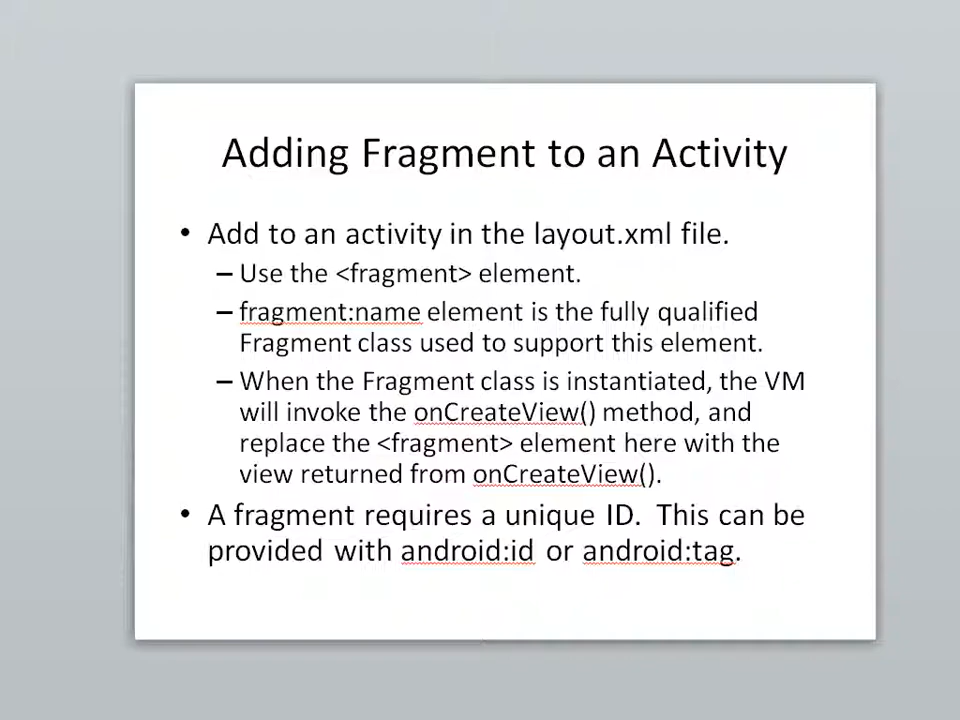 Adding Fragment to an Activity
• Add to an activity in the layout.xml file.
– Use the <fragment> element.
– fragment:name element is the fully qualified
Fragment class used to support this element.
– When the Fragment class is instantiated, the VM
will invoke the onCreateView() method, and
replace the <fragment> element here with the
view returned from onCreateView().
• A fragment requires a unique ID.  This can be
provided with android:id or android:tag.